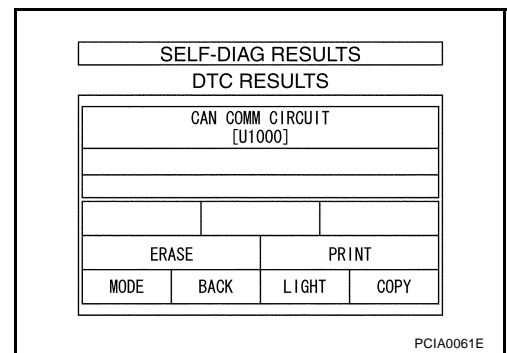 SELF-DIAG RESULTS
DTC RESULTS
CAN COMM CIRCUIT
[U1000]
ERASE PRINT
MODE BACK LIGHT COPY
PCIA0061E